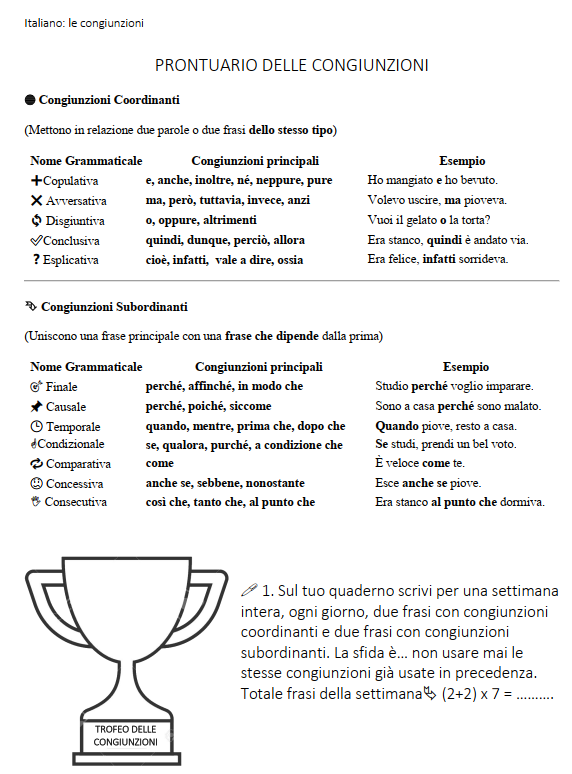 Italiano: le congiunzioni
PRONTUARIO DELLE CONGIUNZIONI
Congiunzioni Coordinanti
(Mettono in relazione due parole o due frasi dello stesso tipo)
Nome Grammaticale Congiunzioni principali Esempio
Copulativa e, anche, inoltre, né, neppure, pure Ho mangiato e ho bevuto.
Avversativa ma, però, tuttavia, invece, anzi Volevo uscire, ma pioveva.
Disgiuntiva o, oppure, altrimenti Vuoi il gelato o la torta?
Conclusiva quindi, dunque, perciò, allora Era stanco, quindi è andato via.
? Esplicativa cioè, infatti, vale a dire, ossia Era felice, infatti sorrideva.
Congiunzioni Subordinanti
(Uniscono una frase principale con una frase che dipende dalla prima)
Nome Grammaticale Congiunzioni principali Esempio
Finale perché, affinché, in modo che Studio perché voglio imparare.
Causale perché, poiché, siccome Sono a casa perché sono malato.
Temporale quando, mentre, prima che, dopo che Quando piove, resto a casa.
Condizionale se, qualora, purché, a condizione che Se studi, prendi un bel voto.
Comparativa come È veloce come te.
Concessiva anche se, sebbene, nonostante Esce anche se piove.
Consecutiva così che, tanto che, al punto che Era stanco al punto che dormiva.
1. Sul tuo quaderno scrivi per una settimana
intera, ogni giorno, due frasi con congiunzioni
coordinanti e due frasi con congiunzioni
subordinanti. La sfida è… non usare mai le
stesse congiunzioni già usate in precedenza.
Totale frasi della settimana (2+2) x 7 = ……….
TROFEO DELLE
CONGIUNZIONI